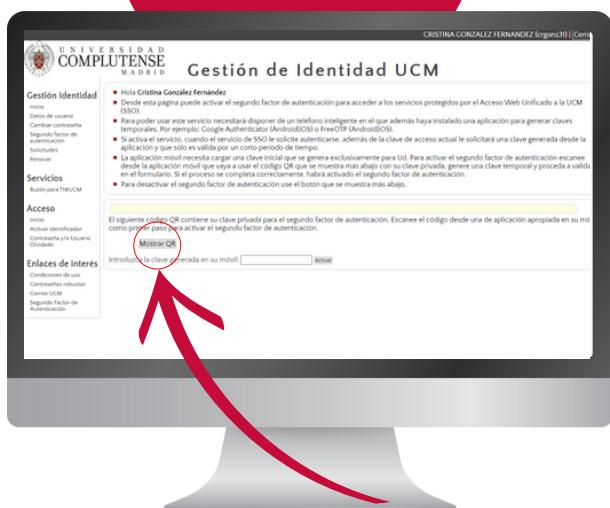 CRISTINA GONZALEZ FERNANDEZ (crgonz31) | Cerra
UNIVERSIDAD
COMPLUTENSE
MADRID
Gestión de Identidad UCM
Gestión Identidad
Inicio
Datos de usuario
Cambiar contraseña
Segundo factor de
autenticación
Solicitudes
Renovar
Servicios
Buzón para TIBUCM
Acceso
Inicio
Activar Identificador
Contraseña y/o Usuario
Olvidado
Enlaces de Interés
Condiciones de uso
Contraseñas robustas
Correo UCM
Segundo Factor de
Autenticación
Hola Cristina González Fernández
Desde esta página puede activar el segundo factor de autenticación para acceder a los servicios protegidos por el Acceso Web Unificado a la UCM
(SSO).
Para poder usar este servicio necesitará disponer de un teléfono inteligente en el que además haya instalado una aplicación para generar claves
temporales. Por ejemplo: Google Authenticator (Android|iOS) o FreeOTP (Android|iOS).
Si activa el servicio, cuando el servicio de SSO le solicite autenticarse, además de la clave de acceso actual le solicitará una clave generada desde la
aplicación y que sólo es válida por un corto periodo de tiempo.
La aplicación móvil necesita cargar una clave inicial que se genera exclusivamente para Ud. Para activar el segundo factor de autenticación escanee
desde la aplicación móvil que vaya a usar el código QR que se muestra más abajo con su clave privada, genere una clave temporal y proceda a valida
en el formulario. Si el proceso se completa correctamente, habrá activado el segundo factor de autenticación.
Para desactivar el segundo factor de autenticación use el botón que se muestra más abajo.
El siguiente código QR contiene su clave privada para el segundo factor de autenticación. Escanee el código desde una de aplicación apropiada en su mó
como primer paso para activar el segundo factor de autenticación.
Mostrar QR
Introduzca la clave generada en su móvil:
Activar